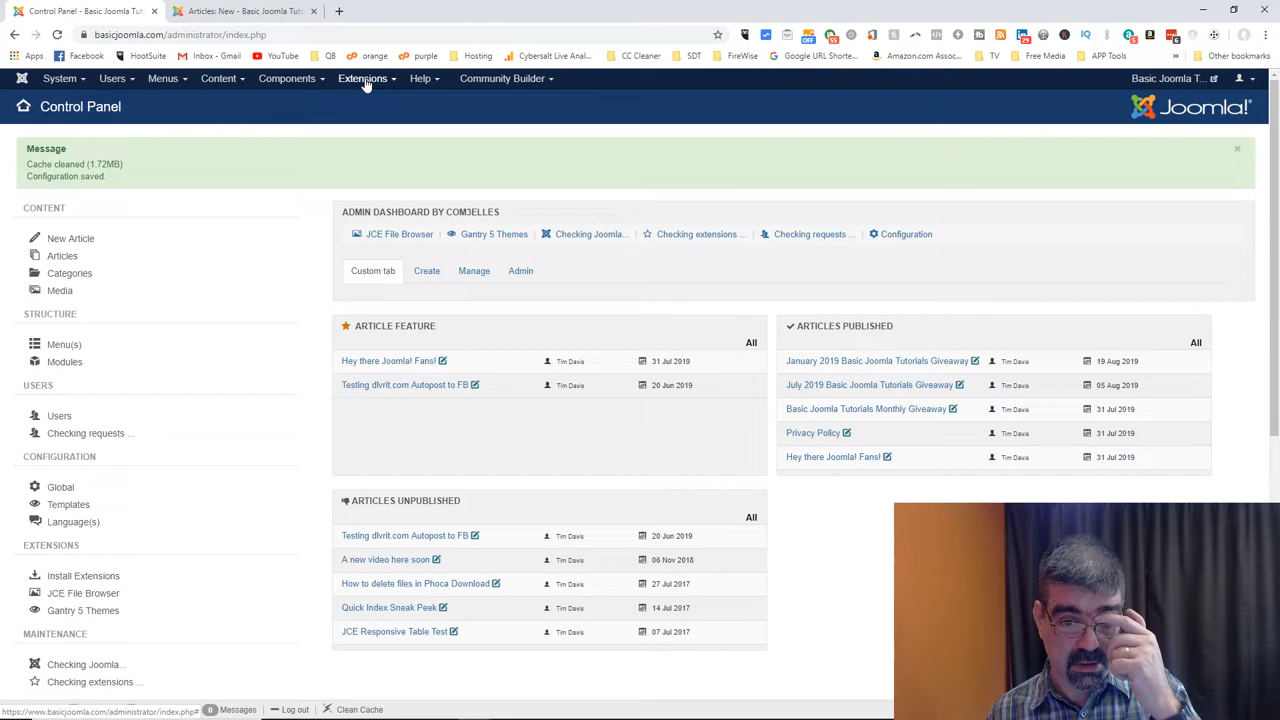 Control Panel - Basic Joomla Tu
Articles: New - Basic Joomla Tuto
basicjoomla.com/administrator/index.php
Apps
Facebook
HootSuite
Inbox - Gmail
YouTube
QB
orange
purple
Hosting
Cybersalt Live Anal...
CC Cleaner
SDT
FireWise
Google URL Shorte...
Amazon.com Assoc...
TV
Free Media
APP Tools
Other bookmarks
System
Users
Menus
Content
Components
Extensions
Help
Community Builder
Basic Joomla T...
Control Panel
Joomla!
Message
Cache cleaned (1.72MB)
Configuration saved.
CONTENT
New Article
Articles
Categories
Media
STRUCTURE
Menu(s)
Modules
USERS
Users
Checking requests ...
CONFIGURATION
Global
Templates
Language(s)
EXTENSIONS
Install Extensions
JCE File Browser
Gantry 5 Themes
MAINTENANCE
Checking Joomla...
Checking extensions ...
ADMIN DASHBOARD BY COM3ELLES
JCE File Browser
Gantry 5 Themes
Checking Joomla...
Checking extensions ...
Checking requests ...
Configuration
Custom tab
Create
Manage
Admin
ARTICLE FEATURE
All
Hey there Joomla! Fans! Tim Davis 31 Jul 2019
Testing dlvrit.com Autopost to FB Tim Davis 20 Jun 2019
ARTICLES PUBLISHED
All
January 2019 Basic Joomla Tutorials Giveaway Tim Davis 19 Aug 2019
July 2019 Basic Joomla Tutorials Giveaway Tim Davis 05 Aug 2019
Basic Joomla Tutorials Monthly Giveaway Tim Davis 31 Jul 2019
Privacy Policy Tim Davis 31 Jul 2019
Hey there Joomla! Fans! Tim Davis 31 Jul 2019
ARTICLES UNPUBLISHED
All
Testing dlvrit.com Autopost to FB Tim Davis 20 Jun 2019
A new video here soon Tim Davis 06 Nov 2018
How to delete files in Phoca Download Tim Davis 27 Jul 2017
Quick Index Sneak Peek Tim Davis 14 Jul 2017
JCE Responsive Table Test Tim Davis 07 Jul 2017
https://www.basicjoomla.com/administrator/index.php#
0 Messages
Log out
Clean Cache